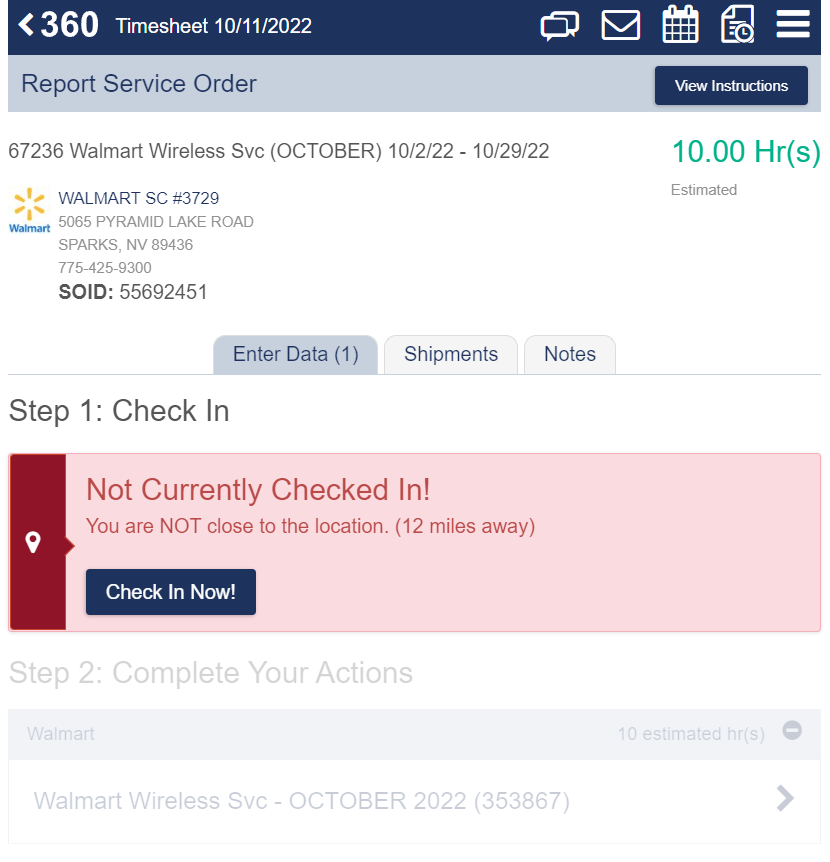 360 Timesheet 10/11/2022
Report Service Order
View Instructions
67236 Walmart Wireless Svc (OCTOBER) 10/2/22 - 10/29/22
10.00 Hr(s)
Estimated
Walmart
WALMART SC #3729
5065 PYRAMID LAKE ROAD
SPARKS, NV 89436
775-425-9300
SOID: 55692451
Enter Data (1)
Shipments
Notes
Step 1: Check In
Not Currently Checked In!
You are NOT close to the location. (12 miles away)
Check In Now!
Step 2: Complete Your Actions
Walmart
10 estimated hr(s)
Walmart Wireless Svc - OCTOBER 2022 (353867)